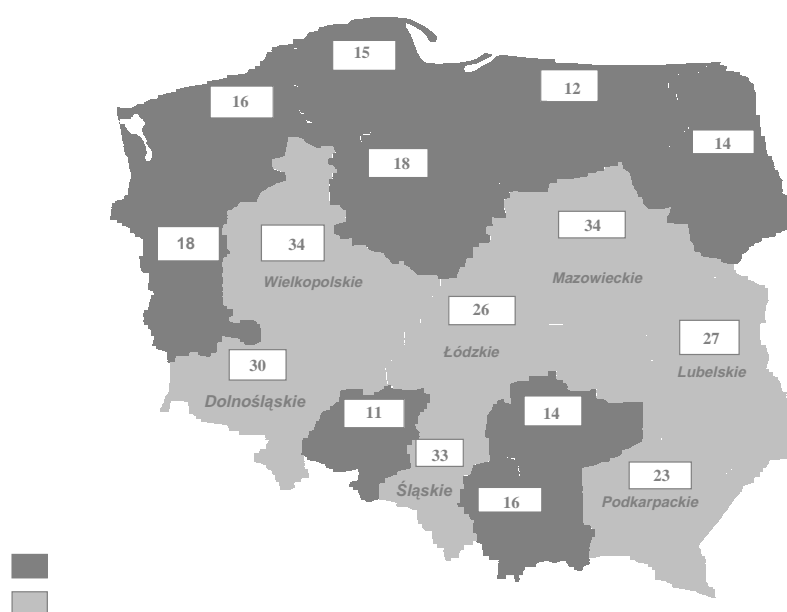 15
12
16
14
18
18
34
34
Wielkopolskie
Mazowieckie
26
27
Łódzkie
30
Lubelskie
Dolnośląskie
11
14
33
23
Śląskie
16
Podkarpackie